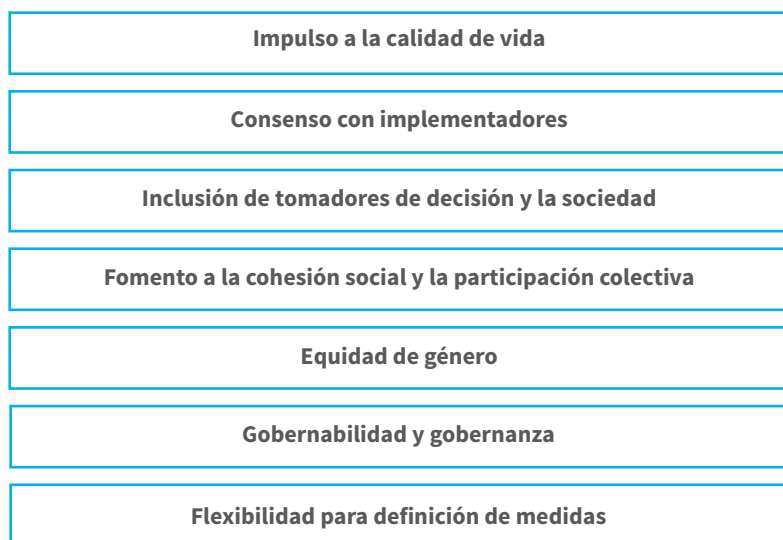 Impulso a la calidad de vida
Consenso con implementadores
Inclusión de tomadores de decisión y la sociedad
Fomento a la cohesión social y la participación colectiva
Equidad de género
Gobernabilidad y gobernanza
Flexibilidad para definición de medidas